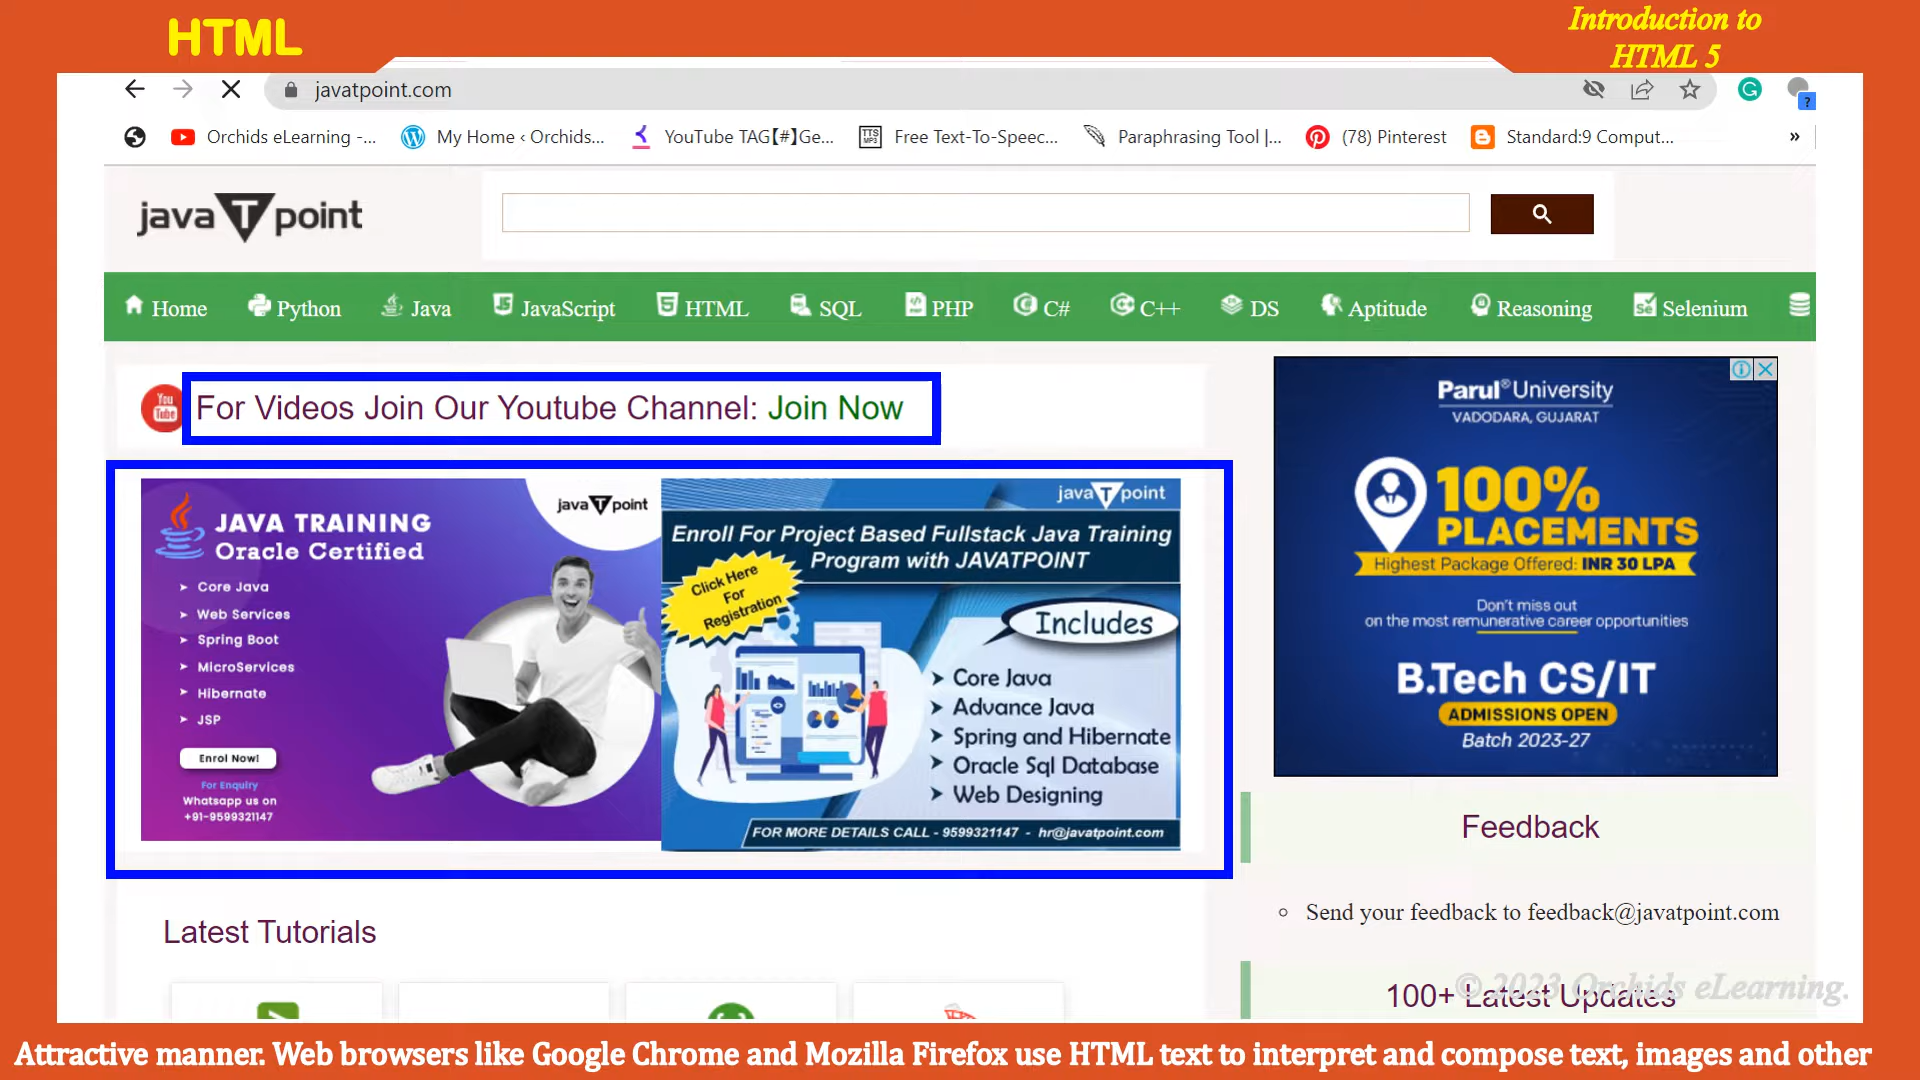 HTML
Introduction to
HTML 5
javatpoint.com
Orchids eLearning -...
My Home ‹ Orchids...
YouTube TAG【#】Ge...
TTS MP3
Free Text-To-Speec...
Paraphrasing Tool |...
(78) Pinterest
Standard:9 Comput...
»
java T point
Home
Python
Java
JavaScript
HTML
SQL
PHP
C#
C++
DS
Aptitude
Reasoning
Selenium
You Tube
For Videos Join Our Youtube Channel: Join Now
java T point
JAVA TRAINING
Oracle Certified
➤ Core Java
➤ Web Services
➤ Spring Boot
➤ MicroServices
➤ Hibernate
➤ JSP
Enrol Now!
For Enquiry
Whatsapp us on
+91-9599321147
java T point
Enroll For Project Based Fullstack Java Training
Program with JAVATPOINT
Click Here
For
Registration
Includes
➤ Core Java
➤ Advance Java
➤ Spring and Hibernate
➤ Oracle Sql Database
➤ Web Designing
FOR MORE DETAILS CALL - 9599321147 - hr@javatpoint.com
Parul® University
VADODARA, GUJARAT
100%
PLACEMENTS
Highest Package Offered: INR 30 LPA
Don't miss out
on the most remunerative career opportunities
B.Tech CS/IT
ADMISSIONS OPEN
Batch 2023-27
Feedback
Send your feedback to feedback@javatpoint.com
Latest Tutorials
100+ Latest Updates
© 2023 Orchids eLearning.
Attractive manner. Web browsers like Google Chrome and Mozilla Firefox use HTML text to interpret and compose text, images and other